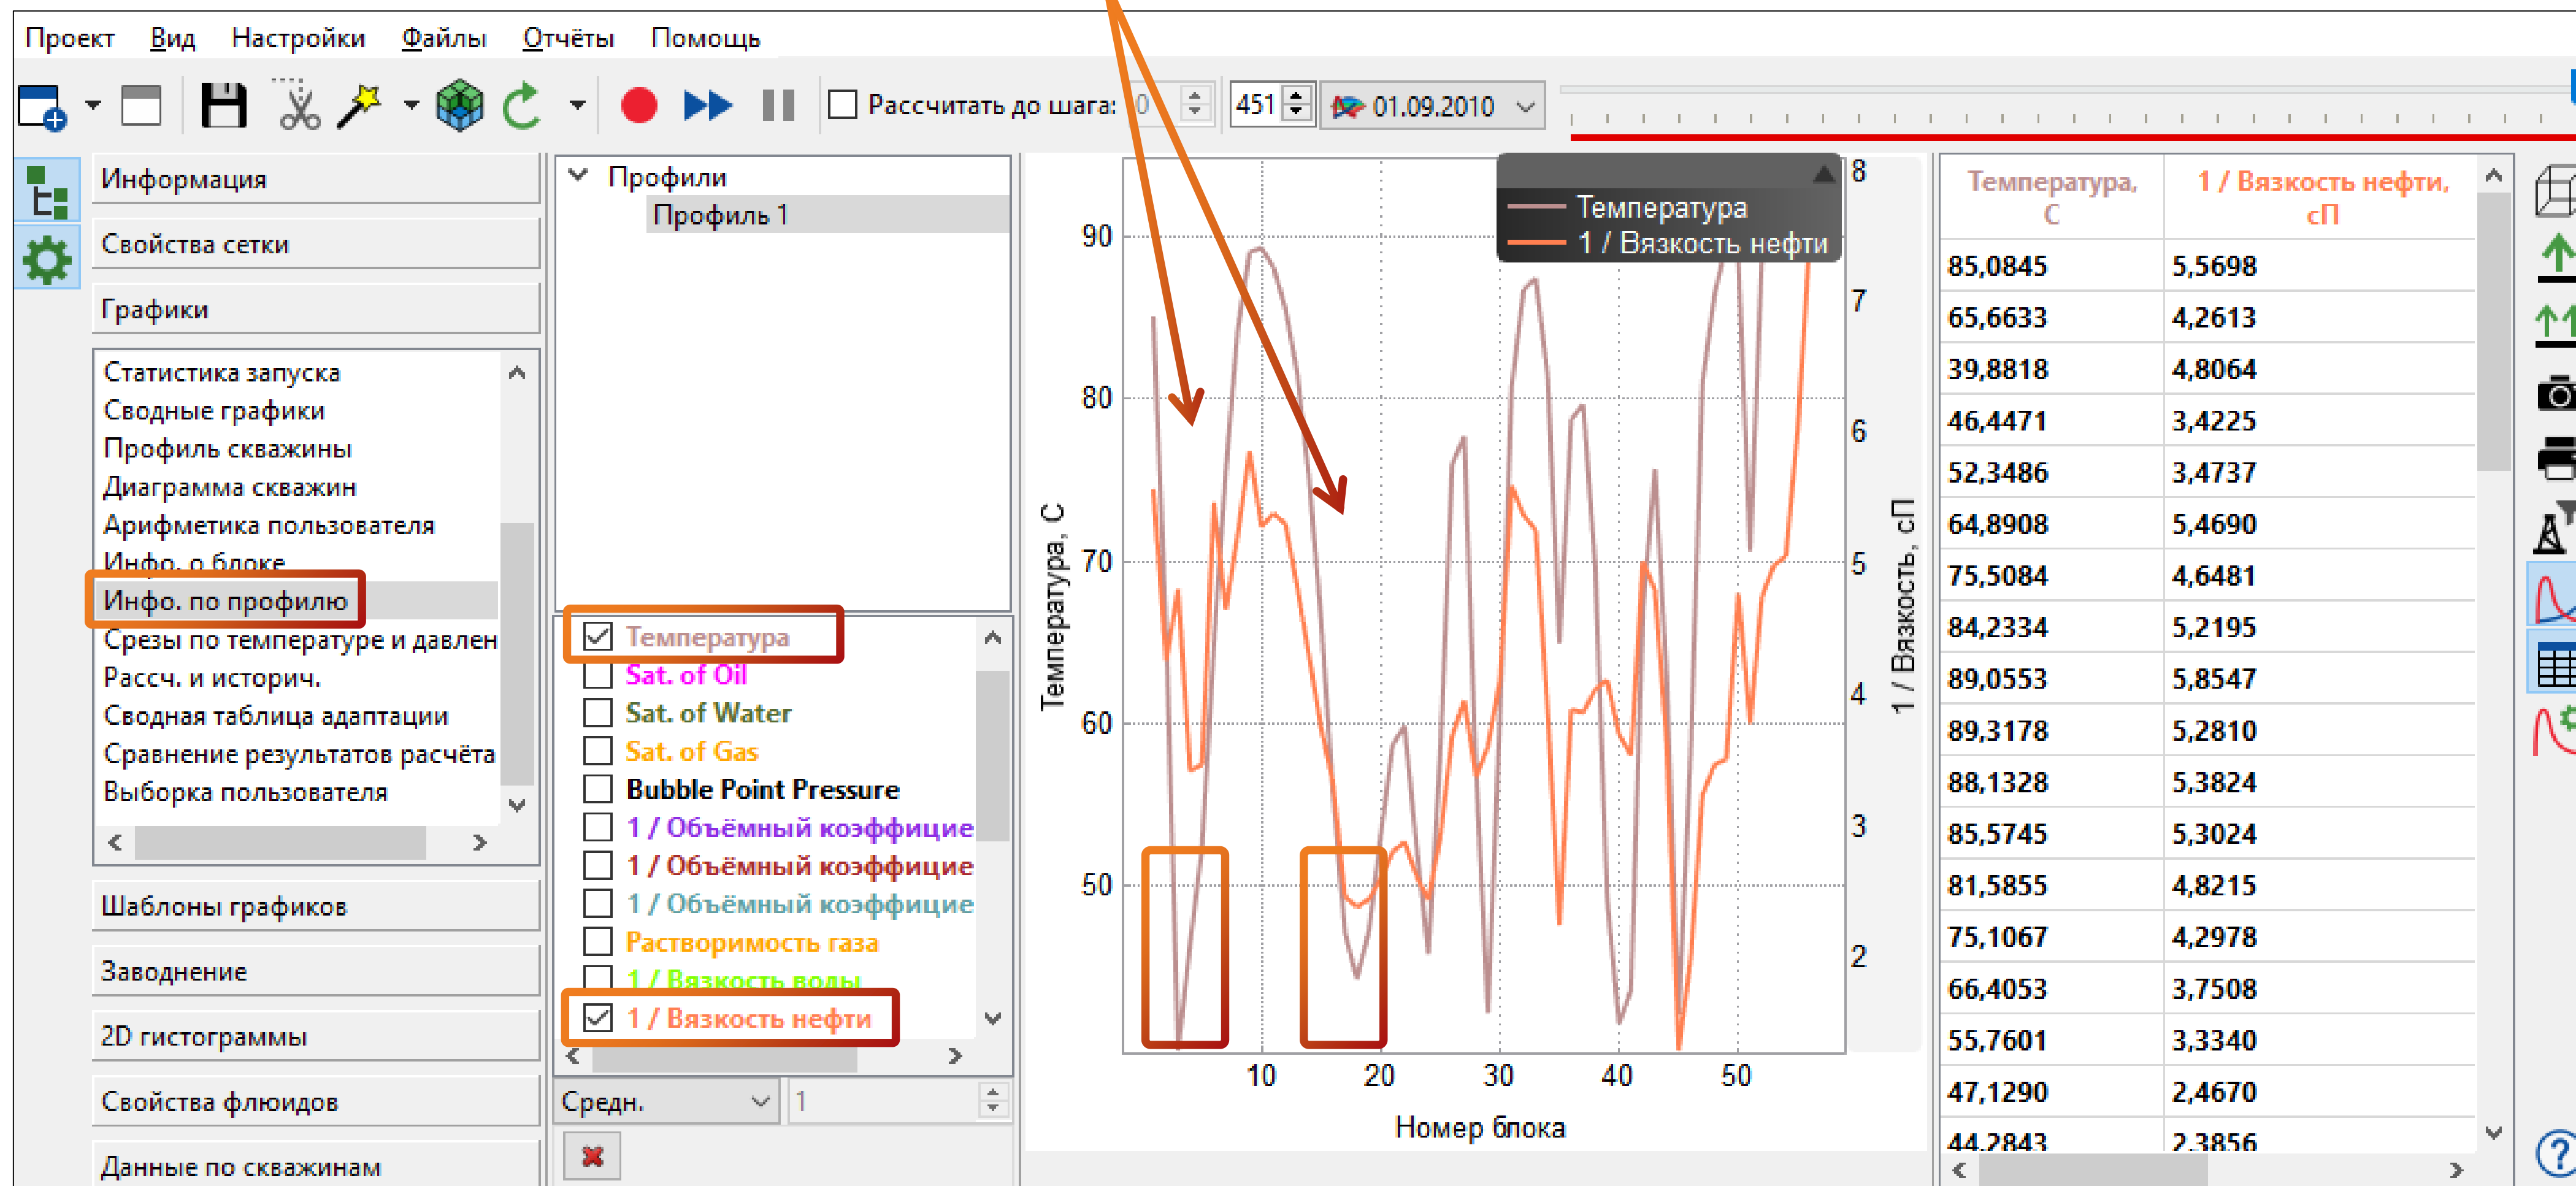 Проект Вид Настройки Файлы Отчёты Помощь
Рассчитать до шага: 0 451 01.09.2010
Информация
Свойства сетки
Графики
Статистика запуска
Сводные графики
Профиль скважины
Диаграмма скважин
Арифметика пользователя
Инфо. о блоке
Инфо. по профилю
Срезы по температуре и давлен
Рассч. и историч.
Сводная таблица адаптации
Сравнение результатов расчёта
Выборка пользователя
Шаблоны графиков
Заводнение
2D гистограммы
Свойства флюидов
Данные по скважинам
Профили
Профиль 1
Температура
Sat. of Oil
Sat. of Water
Sat. of Gas
Bubble Point Pressure
1 / Объёмный коэффицие
1 / Объёмный коэффицие
1 / Объёмный коэффицие
Растворимость газа
1 / Вязкость воды
1 / Вязкость нефти
Средн. 1
Температура
1 / Вязкость нефти
Температура, С
90
80
70
60
50
8
7
6
5
4
3
2
1 / Вязкость, сП
10 20 30 40 50
Номер блока
Температура, 1 / Вязкость нефти,
С сП
85,0845 5,5698
65,6633 4,2613
39,8818 4,8064
46,4471 3,4225
52,3486 3,4737
64,8908 5,4690
75,5084 4,6481
84,2334 5,2195
89,0553 5,8547
89,3178 5,2810
88,1328 5,3824
85,5745 5,3024
81,5855 4,8215
75,1067 4,2978
66,4053 3,7508
55,7601 3,3340
47,1290 2,4670
44,2843 2,3856